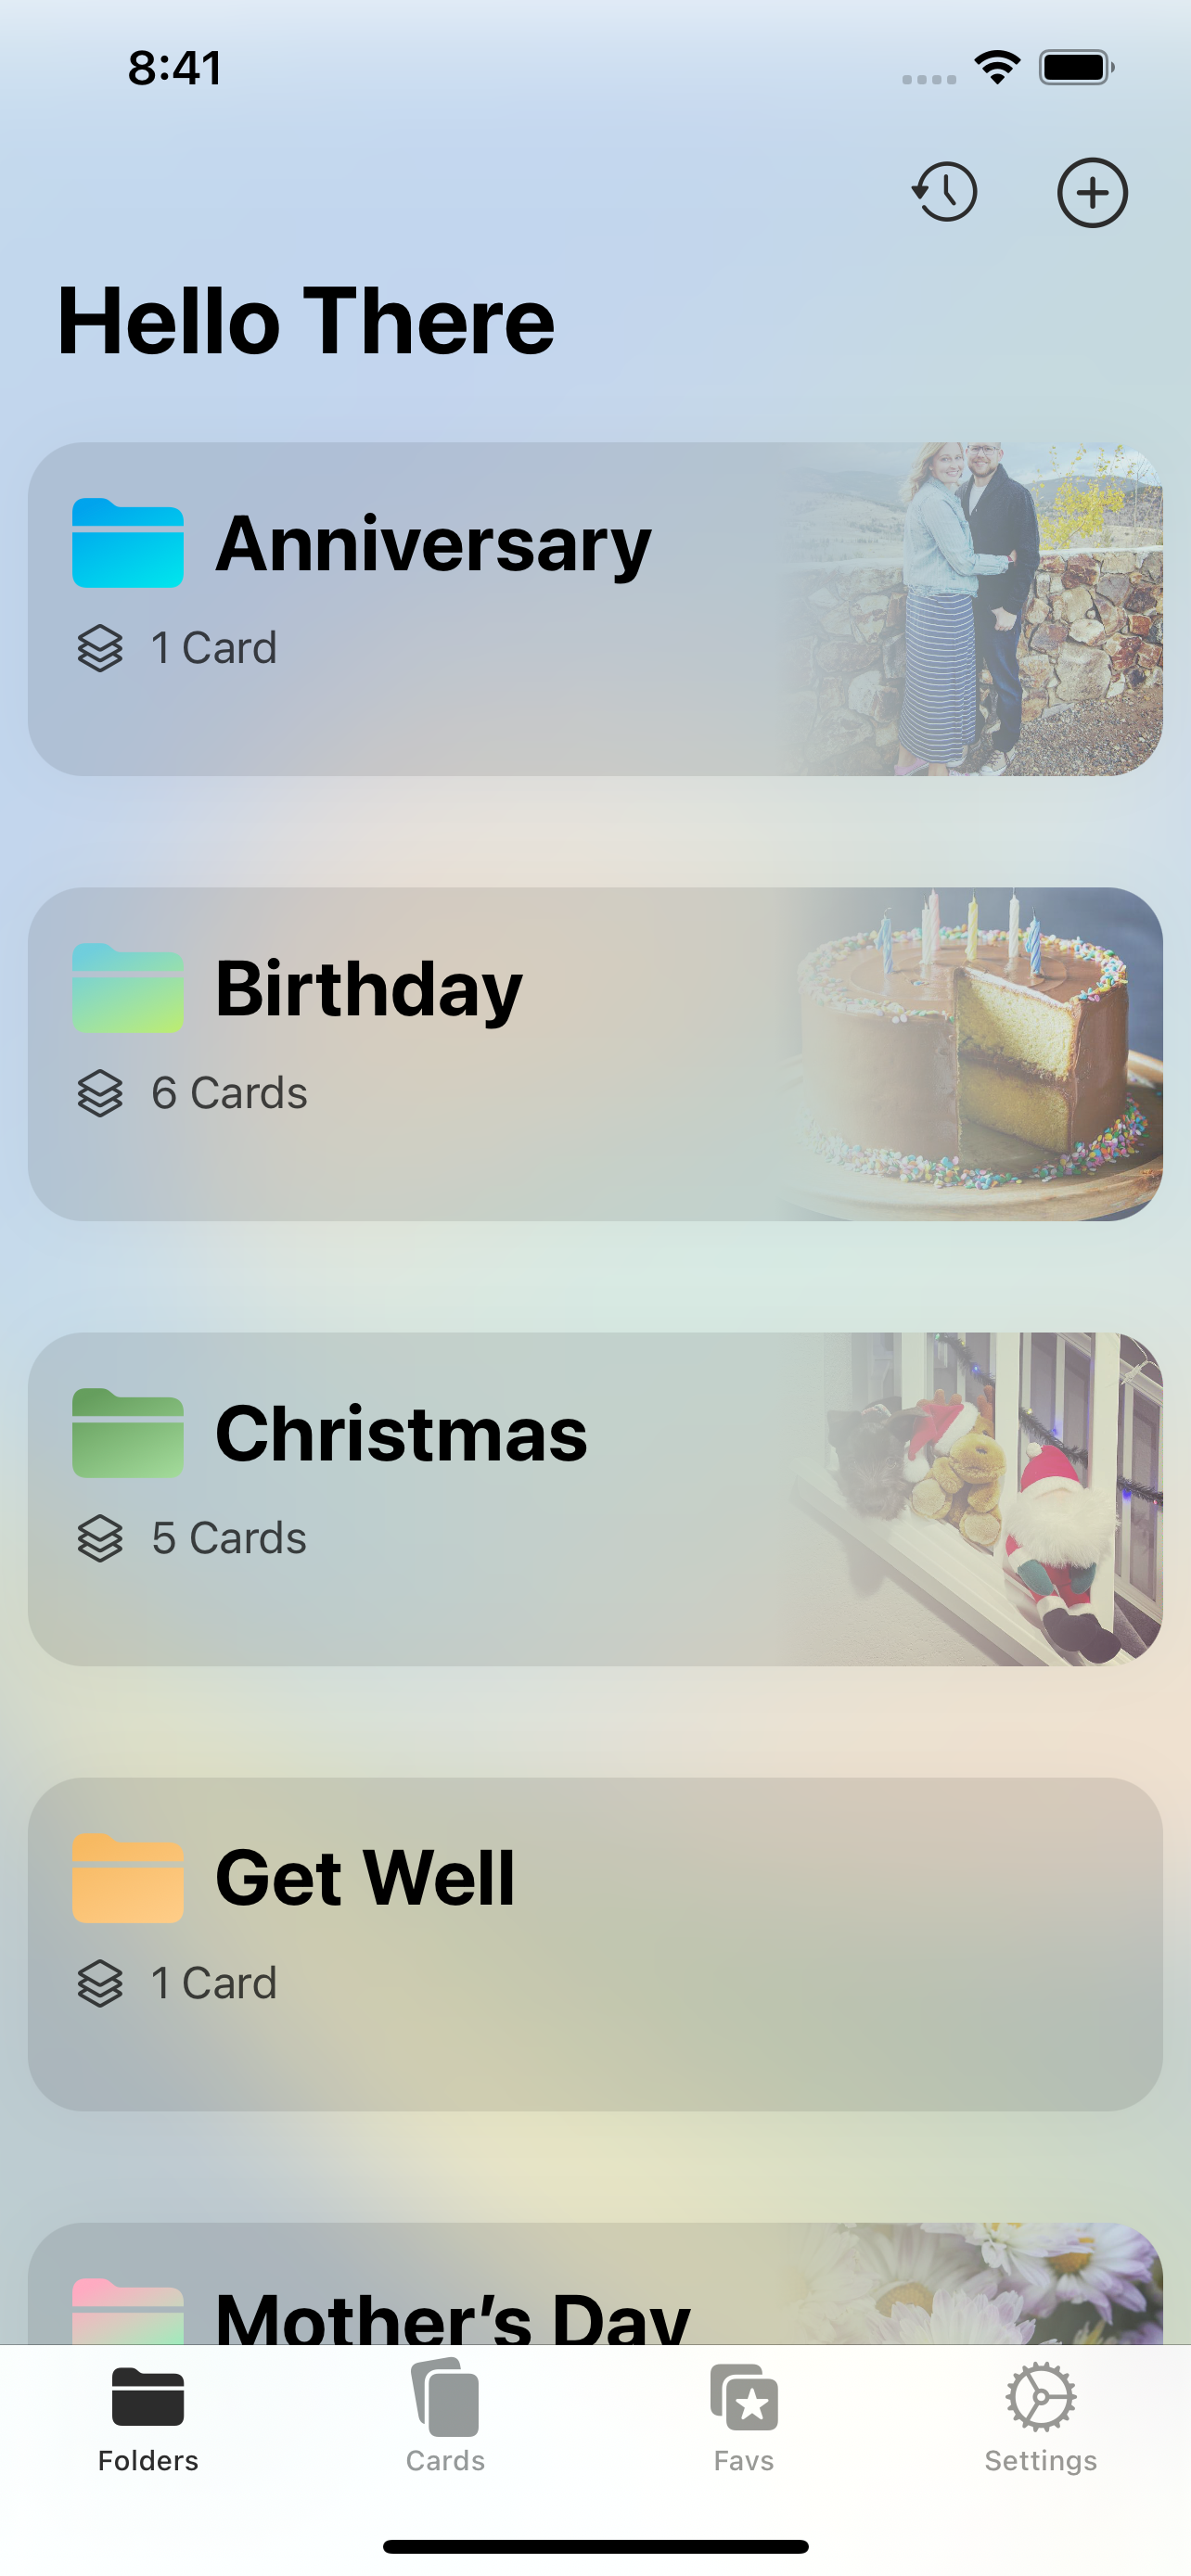 8:41
Hello There
Anniversary
1 Card
Birthday
6 Cards
Christmas
5 Cards
Get Well
1 Card
Mother’s Day
Folders
Cards
Favs
Settings